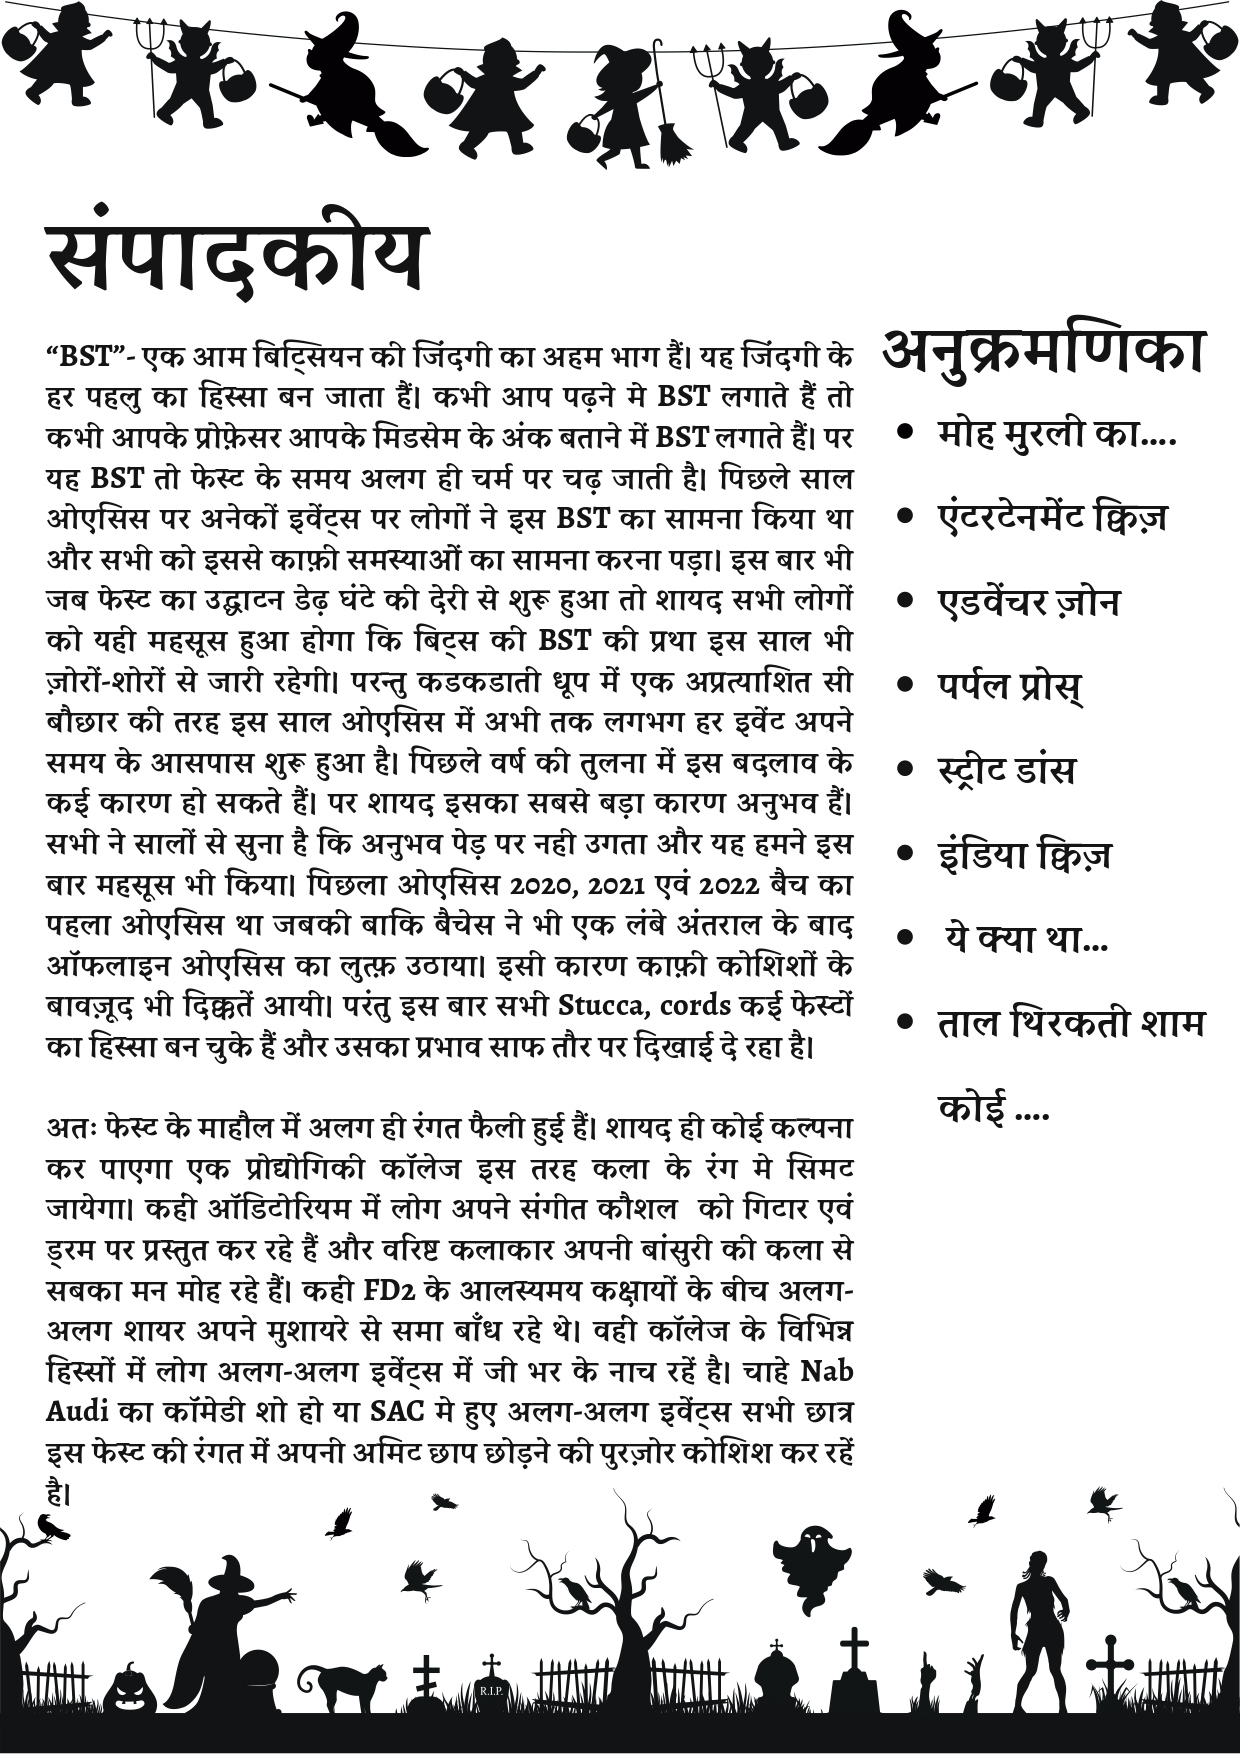 संपादकीय
“BST”- एक आम बिट्सियन की जिंदगी का अहम भाग हैं। यह जिंदगी के
हर पहलु का हिस्सा बन जाता हैं। कभी आप पढ़ने मे BST लगाते हैं तो
कभी आपके प्रोफ़ेसर आपके मिडसेम के अंक बताने में BST लगाते हैं। पर
यह BST तो फेस्ट के समय अलग ही चर्म पर चढ़ जाती है। पिछले साल
ओएसिस पर अनेकों इवेंट्स पर लोगों ने इस BST का सामना किया था
और सभी को इससे काफ़ी समस्याओं का सामना करना पड़ा। इस बार भी
जब फेस्ट का उद्घाटन डेढ़ घंटे की देरी से शुरू हुआ तो शायद सभी लोगों
को यही महसूस हुआ होगा कि बिट्स की BST की प्रथा इस साल भी
ज़ोरों-शोरों से जारी रहेगी। परन्तु कडकडाती धूप में एक अप्रत्याशित सी
बौछार की तरह इस साल ओएसिस में अभी तक लगभग हर इवेंट अपने
समय के आसपास शुरू हुआ है। पिछले वर्ष की तुलना में इस बदलाव के
कई कारण हो सकते हैं। पर शायद इसका सबसे बड़ा कारण अनुभव हैं।
सभी ने सालों से सुना है कि अनुभव पेड़ पर नही उगता और यह हमने इस
बार महसूस भी किया। पिछला ओएसिस 2020, 2021 एवं 2022 बैच का
पहला ओएसिस था जबकी बाकि बैचेस ने भी एक लंबे अंतराल के बाद
ऑफलाइन ओएसिस का लुत्फ़ उठाया। इसी कारण काफ़ी कोशिशों के
बावज़ूद भी दिक्कतें आयी। परंतु इस बार सभी Stucca, cords कई फेस्टों
का हिस्सा बन चुके हैं और उसका प्रभाव साफ तौर पर दिखाई दे रहा है।
अतः फेस्ट के माहौल में अलग ही रंगत फैली हुई हैं। शायद ही कोई कल्पना
कर पाएगा एक प्रोद्योगिकी कॉलेज इस तरह कला के रंग मे सिमट
जायेगा। कहीं ऑडिटोरियम में लोग अपने संगीत कौशल को गिटार एवं
ड्रम पर प्रस्तुत कर रहे हैं और वरिष्ट कलाकार अपनी बांसुरी की कला से
सबका मन मोह रहे हैं। कहीं FD2 के आलस्यमय कक्षायों के बीच अलग-
अलग शायर अपने मुशायरे से समा बाँध रहे थे। वहीं कॉलेज के विभिन्न
हिस्सों में लोग अलग-अलग इवेंट्स में जी भर के नाच रहें है। चाहे Nab
Audi का कॉमेडी शो हो या SAC मे हुए अलग-अलग इवेंट्स सभी छात्र
इस फेस्ट की रंगत में अपनी अमिट छाप छोड़ने की पुरज़ोर कोशिश कर रहें
है।
अनुक्रमणिका
• मोह मुरली का....
• एंटरटेनमेंट क्विज़
• एडवेंचर ज़ोन
• पर्पल प्रोस्
• स्ट्रीट डांस
• इंडिया क्विज़
• ये क्या था...
• ताल थिरकती शाम
कोई ....
R.I.P.